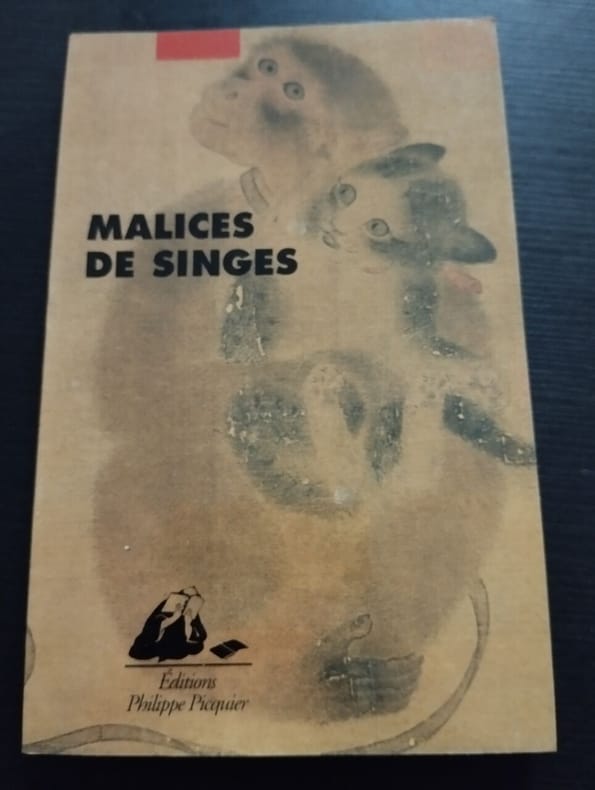 MALICES
DE SINGES
Éditions
Philippe Picquier